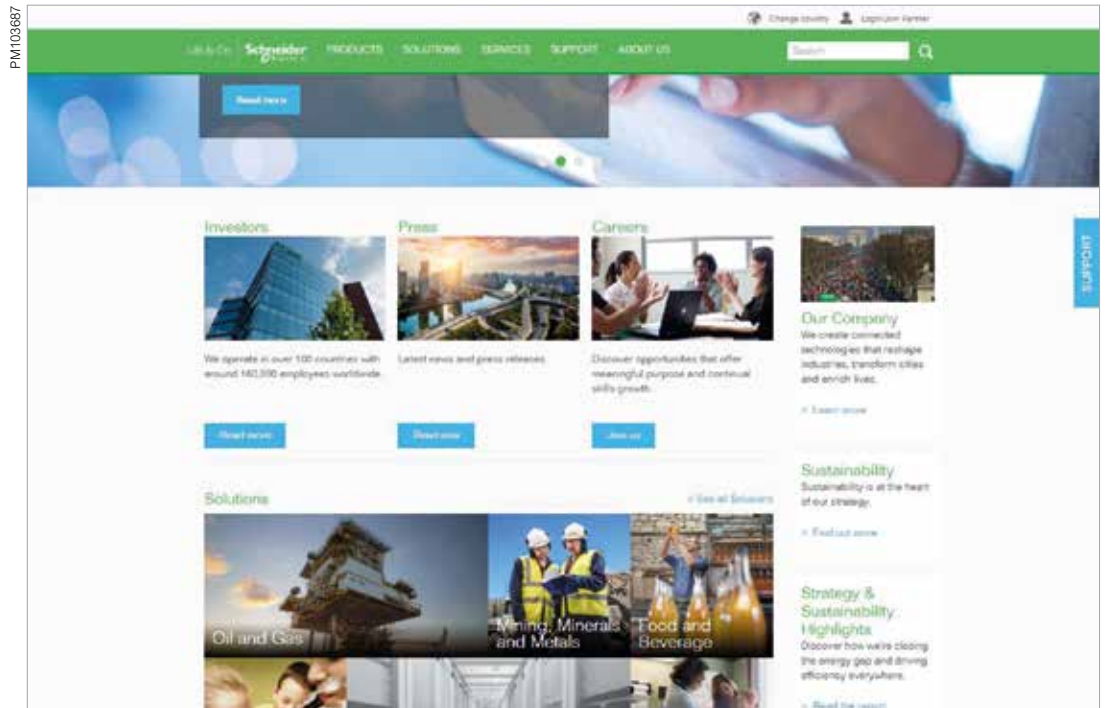 PM103687
Change country
Login/Join Partner
Life Is On
Schneider
Electric
PRODUCTS SOLUTIONS SERVICES SUPPORT ABOUT US
Search
Read more
SUPPORT
Investors
We operate in over 100 countries with
around 160,000 employees worldwide.
Read more
Press
Latest news and press releases
Read now
Careers
Discover opportunities that offer
meaningful purpose and continual
skills growth.
Join us
Our Company
We create connected
technologies that reshape
industries, transform cities
and enrich lives.
> Learn more
Sustainability
Sustainability is at the heart
of our strategy.
> Find out more
Strategy &
Sustainability
Highlights
Discover how we're closing
the energy gap and driving
efficiency everywhere.
> Read the report
Solutions
> See all Solutions
Oil and Gas
Mining, Minerals
and Metals
Food and
Beverage